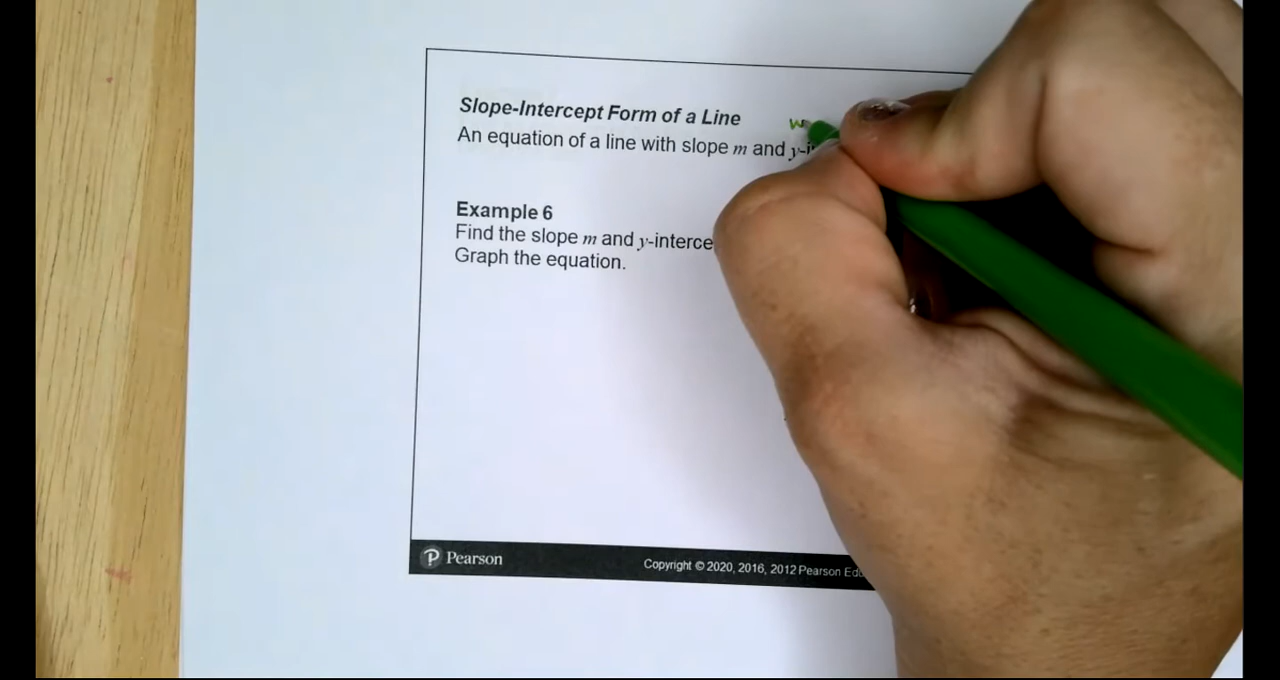 Slope-Intercept Form of a Line
An equation of a line with slope m and
Example 6
Find the slope m and
Graph the equation.
Pearson
Copyright © 2020, 2016, 2012 Pearson